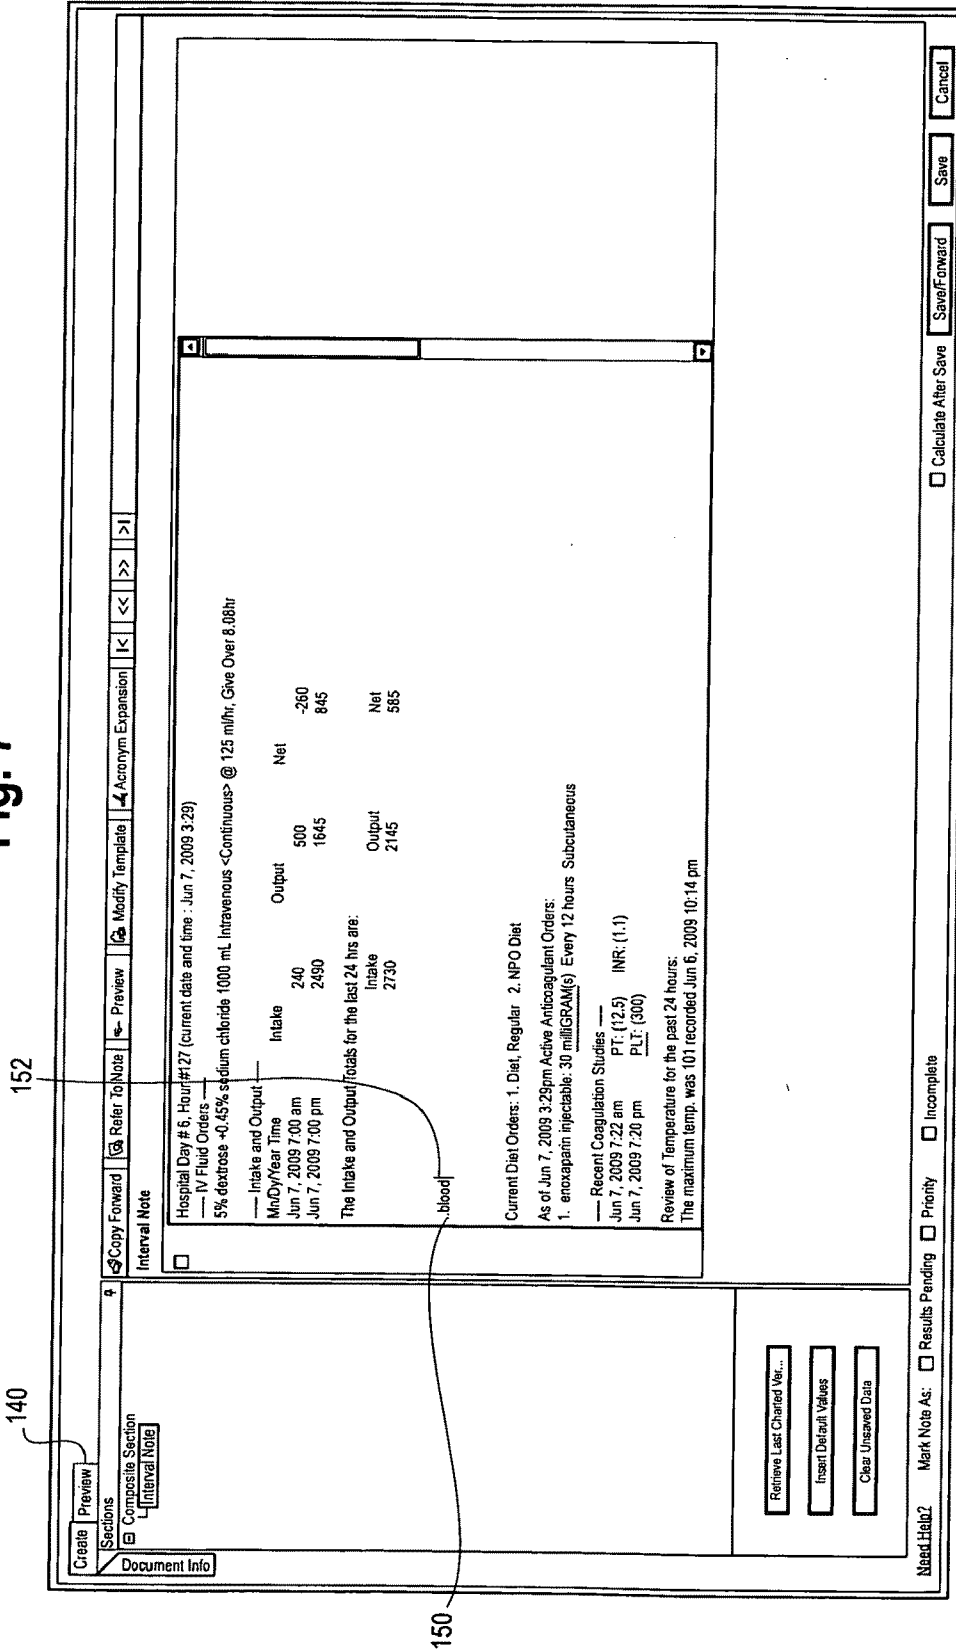 Fig. 7
140
152
150
Create Preview
Document Info
Sections
Composite Section
Interval Note
Retrieve Last Charted Ver...
Insert Default Values
Clear Unsaved Data
Copy Forward Refer To Note Preview Modify Template Acronym Expansion |< << >> >|
Interval Note
Hospital Day # 6, Hour#127 (current date and time : Jun 7, 2009 3:29)
---- IV Fluid Orders ----
5% dextrose +0.45% sodium chloride 1000 mL Intravenous <Continuous> @ 125 ml/hr, Give Over 8.08hr
---- Intake and Output ----
Mn/Dy/Year Time Intake Output Net
Jun 7, 2009 7:00 am 240 500 -260
Jun 7, 2009 7:00 pm 2490 1645 845
The Intake and Output Totals for the last 24 hrs are:
Intake Output Net
2730 2145 585
.blood
Current Diet Orders: 1. Diet, Regular 2. NPO Diet
As of Jun 7, 2009 3:29pm Active Anticoagulant Orders:
1. enoxaparin injectable: 30 milliGRAM(s) Every 12 hours Subcutaneous
---- Recent Coagulation Studies ----
Jun 7, 2009 7:22 am PT: (12.5) INR: (1.1)
Jun 7, 2009 7:20 pm PLT: (300)
Review of Temperature for the past 24 hours:
The maximum temp. was 101 recorded Jun 6, 2009 10:14 pm
Need Help? Mark Note As: Results Pending Priority Incomplete
Calculate After Save Save/Forward Save Cancel